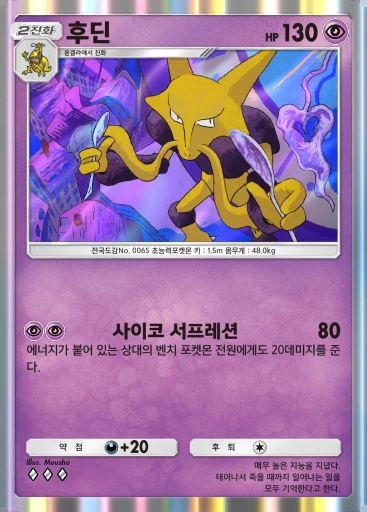 2진화
후딘
HP 130
윤겔라에서 진화
전국도감No. 0065 초능력포켓몬 키 : 1.5m 몸무게 : 48.0kg
사이코 서프레션 80
에너지가 붙어 있는 상대의 벤치 포켓몬 전원에게도 20데미지를 준
다.
약 점 +20
후 퇴
Illus. Mousho
매우 높은 지능을 지녔다.
태어나서 죽을 때까지 일어나는 일을
모두 기억한다고 한다.